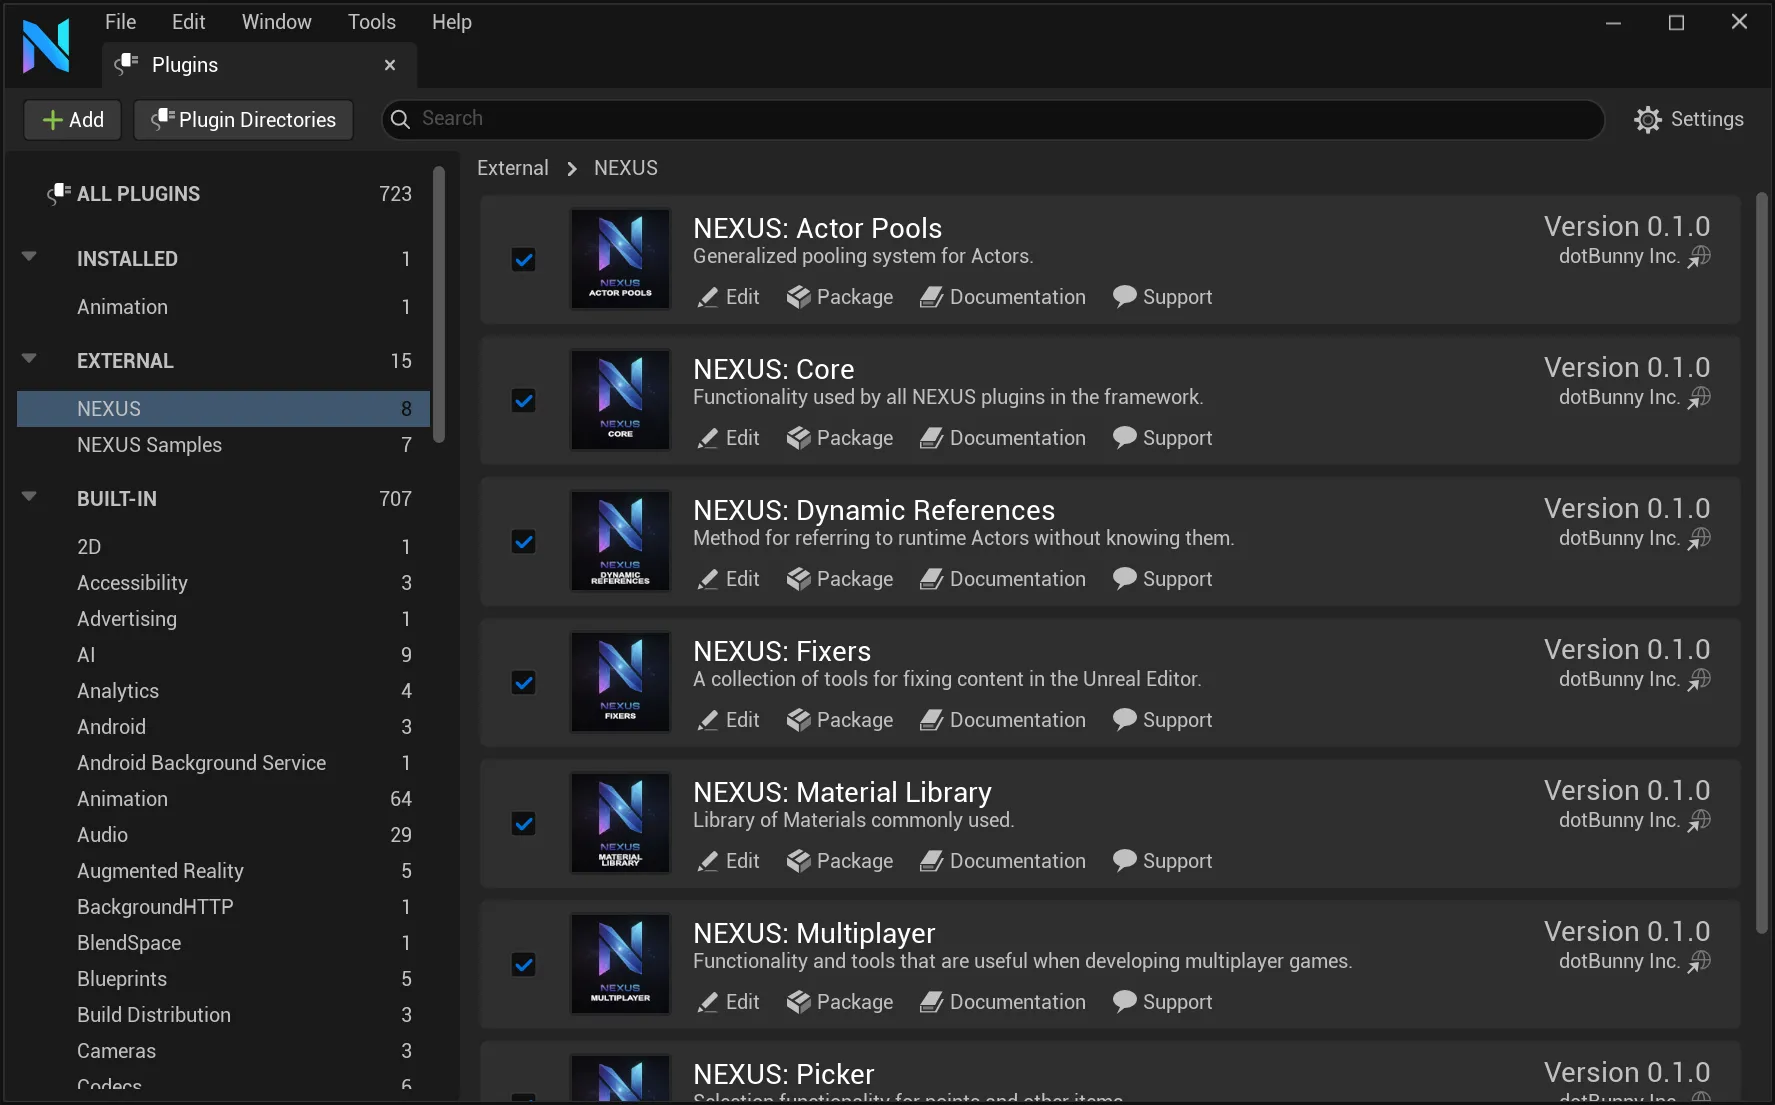 File Edit Window Tools Help
Plugins
Add
Plugin Directories
Search
Settings
ALL PLUGINS 723
INSTALLED 1
Animation 1
EXTERNAL 15
NEXUS 8
NEXUS Samples 7
BUILT-IN 707
2D 1
Accessibility 3
Advertising 1
AI 9
Analytics 4
Android 3
Android Background Service 1
Animation 64
Audio 29
Augmented Reality 5
BackgroundHTTP 1
BlendSpace 1
Blueprints 5
Build Distribution 3
Cameras 3
Codecs 6
External > NEXUS
NEXUS
ACTOR POOLS
NEXUS: Actor Pools
Generalized pooling system for Actors.
Edit Package Documentation Support
Version 0.1.0
dotBunny Inc.
NEXUS
CORE
NEXUS: Core
Functionality used by all NEXUS plugins in the framework.
Edit Package Documentation Support
Version 0.1.0
dotBunny Inc.
NEXUS
DYNAMIC
REFERENCES
NEXUS: Dynamic References
Method for referring to runtime Actors without knowing them.
Edit Package Documentation Support
Version 0.1.0
dotBunny Inc.
NEXUS
FIXERS
NEXUS: Fixers
A collection of tools for fixing content in the Unreal Editor.
Edit Package Documentation Support
Version 0.1.0
dotBunny Inc.
NEXUS
MATERIAL
LIBRARY
NEXUS: Material Library
Library of Materials commonly used.
Edit Package Documentation Support
Version 0.1.0
dotBunny Inc.
NEXUS
MULTIPLAYER
NEXUS: Multiplayer
Functionality and tools that are useful when developing multiplayer games.
Edit Package Documentation Support
Version 0.1.0
dotBunny Inc.
NEXUS: Picker
Selection functionality for points and other items.
Version 0.1.0
dotBunny Inc.